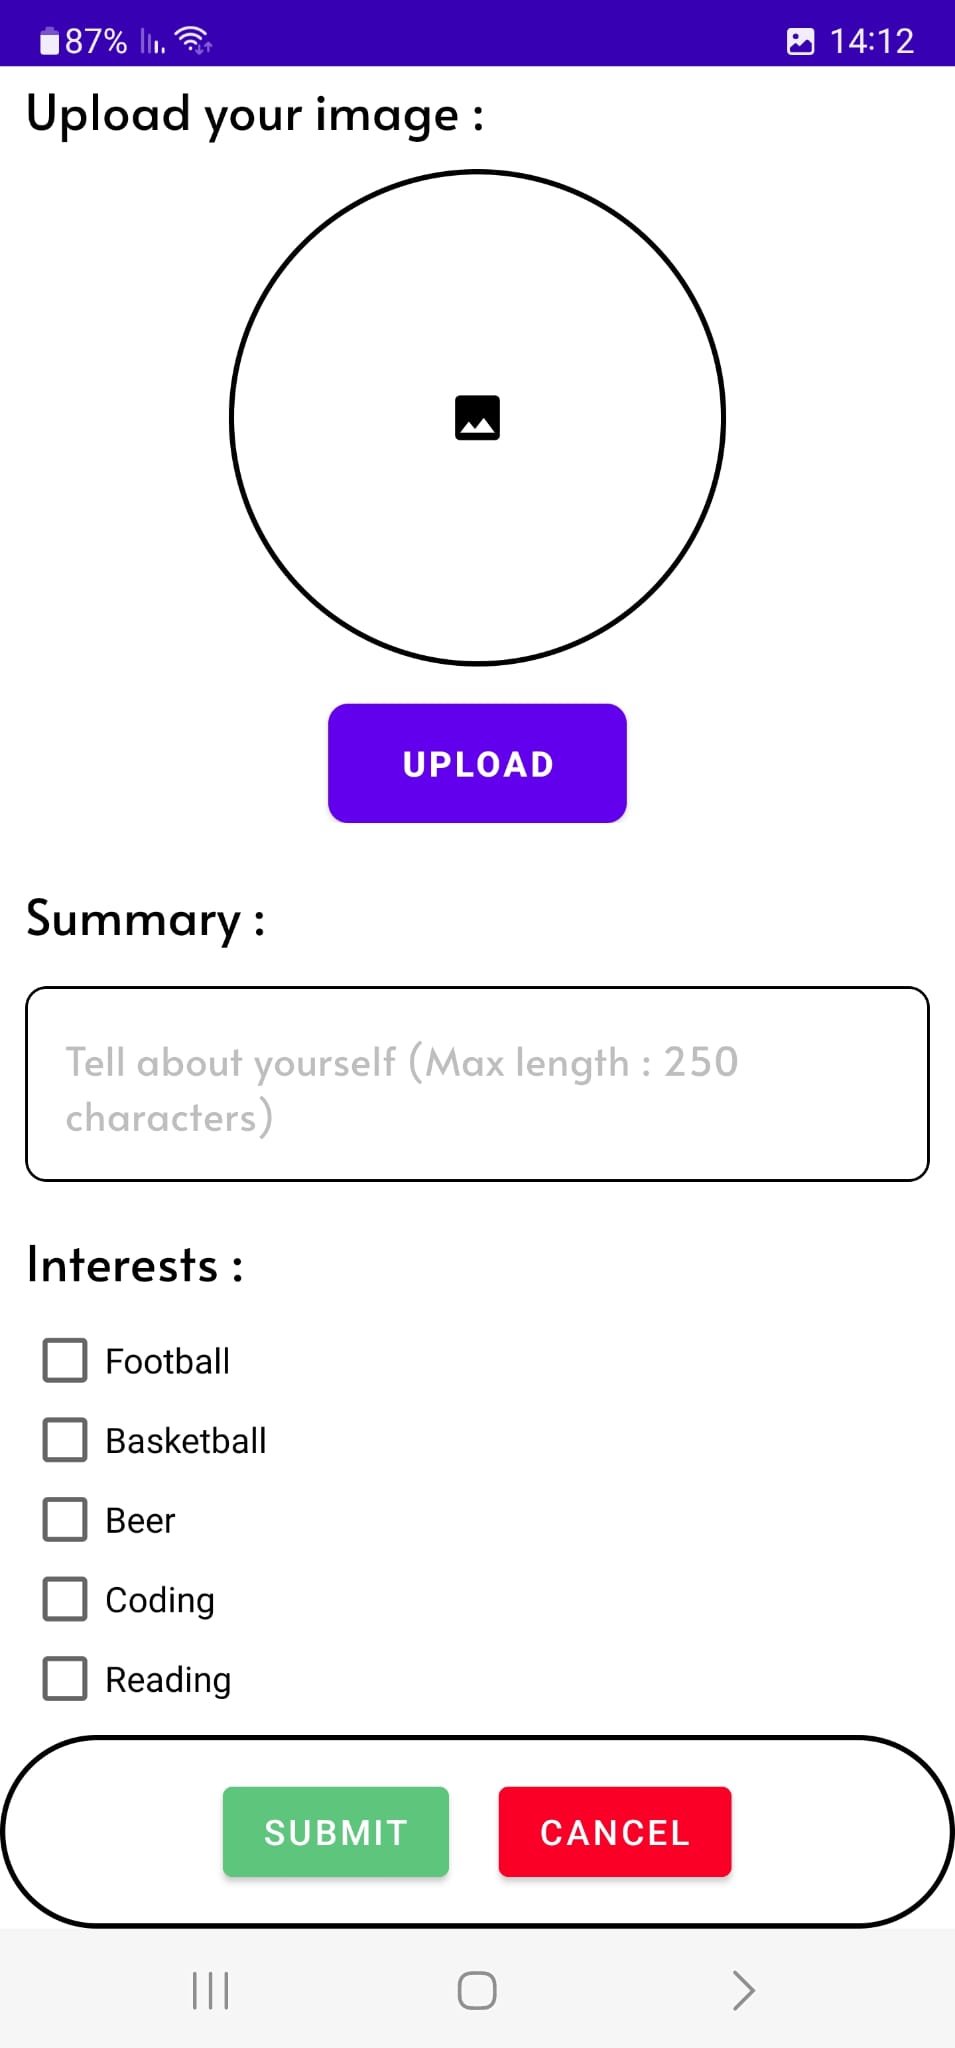 87% 14:12
Upload your image :
UPLOAD
Summary :
Tell about yourself (Max length : 250
characters)
Interests :
Football
Basketball
Beer
Coding
Reading
SUBMIT CANCEL